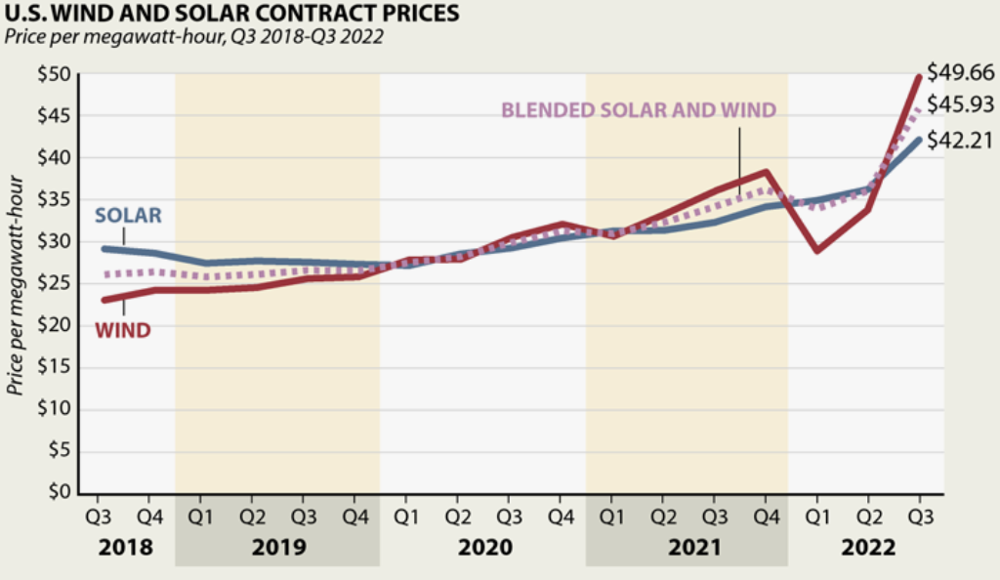 U.S. WIND AND SOLAR CONTRACT PRICES
Price per megawatt-hour, Q3 2018-Q3 2022
Price per megawatt-hour
$50
$45
$40
$35
$30
$25
$20
$15
$10
$5
$0
BLENDED SOLAR AND WIND
SOLAR
WIND
$49.66
$45.93
$42.21
Q3 Q4 Q1 Q2 Q3 Q4 Q1 Q2 Q3 Q4 Q1 Q2 Q3 Q4 Q1 Q2 Q3
2018 2019 2020 2021 2022